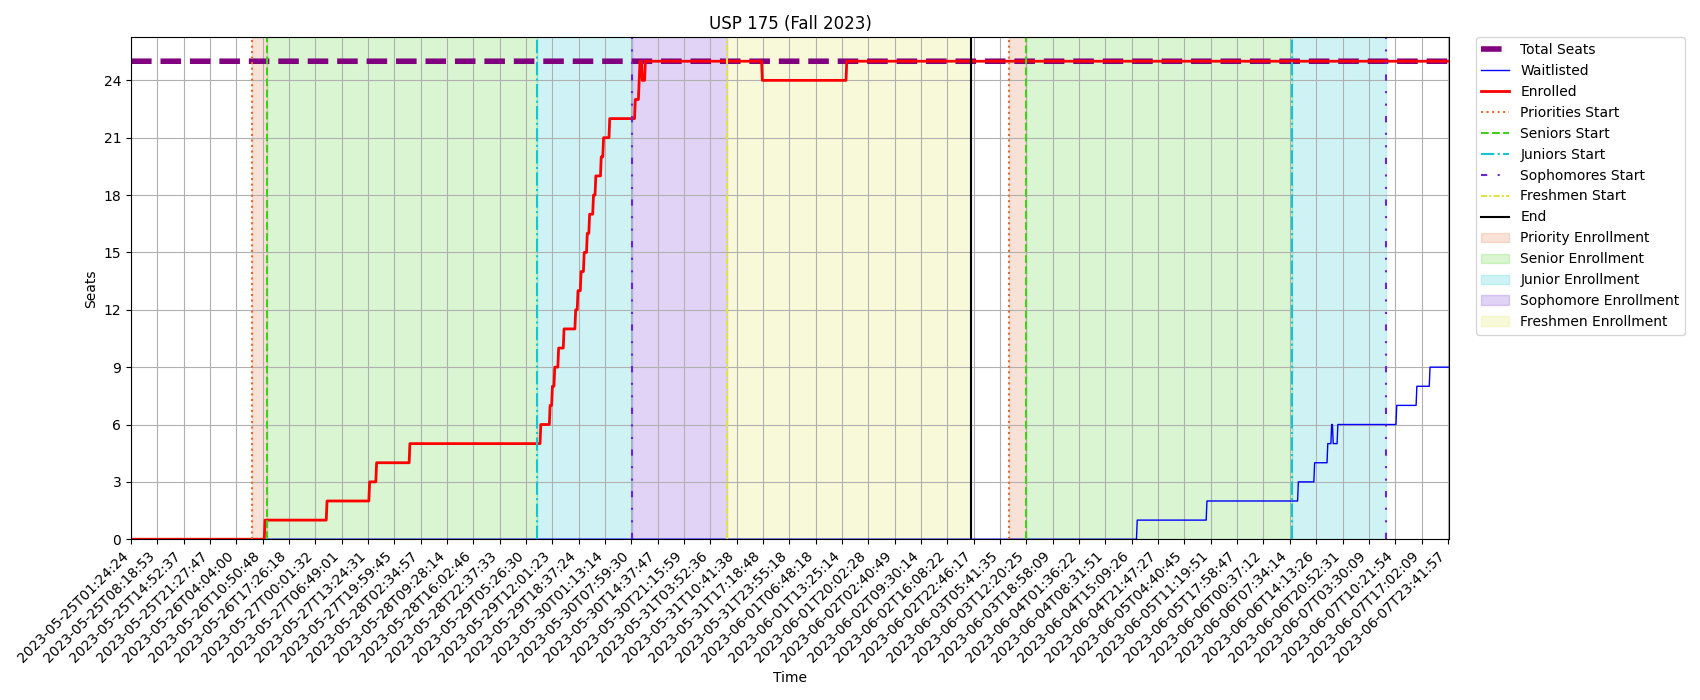 USP 175 (Fall 2023)
Seats
24
21
18
15
12
9
6
3
0
2023-05-25T01:24:24
2023-05-25T08:18:53
2023-05-25T14:52:37
2023-05-25T21:27:47
2023-05-26T04:04:00
2023-05-26T10:50:48
2023-05-26T17:26:18
2023-05-27T00:01:32
2023-05-27T06:49:01
2023-05-27T13:24:31
2023-05-27T19:59:45
2023-05-28T02:34:57
2023-05-28T09:28:14
2023-05-28T16:02:46
2023-05-28T22:37:33
2023-05-29T05:26:30
2023-05-29T12:01:23
2023-05-29T18:37:24
2023-05-30T01:13:14
2023-05-30T07:59:30
2023-05-30T14:37:47
2023-05-30T21:15:59
2023-05-31T03:52:36
2023-05-31T10:41:38
2023-05-31T17:18:48
2023-05-31T23:55:18
2023-06-01T06:48:18
2023-06-01T13:25:14
2023-06-01T20:02:28
2023-06-02T02:40:49
2023-06-02T09:30:14
2023-06-02T16:08:22
2023-06-02T22:46:17
2023-06-03T05:41:35
2023-06-03T12:20:25
2023-06-03T18:58:09
2023-06-04T01:36:22
2023-06-04T08:31:51
2023-06-04T15:09:26
2023-06-04T21:47:27
2023-06-05T04:40:45
2023-06-05T11:19:51
2023-06-05T17:58:47
2023-06-06T00:37:12
2023-06-06T07:34:14
2023-06-06T14:13:26
2023-06-06T20:52:31
2023-06-07T03:30:09
2023-06-07T10:21:54
2023-06-07T17:02:09
2023-06-07T23:41:57
Time
Total Seats
Waitlisted
Enrolled
Priorities Start
Seniors Start
Juniors Start
Sophomores Start
Freshmen Start
End
Priority Enrollment
Senior Enrollment
Junior Enrollment
Sophomore Enrollment
Freshmen Enrollment